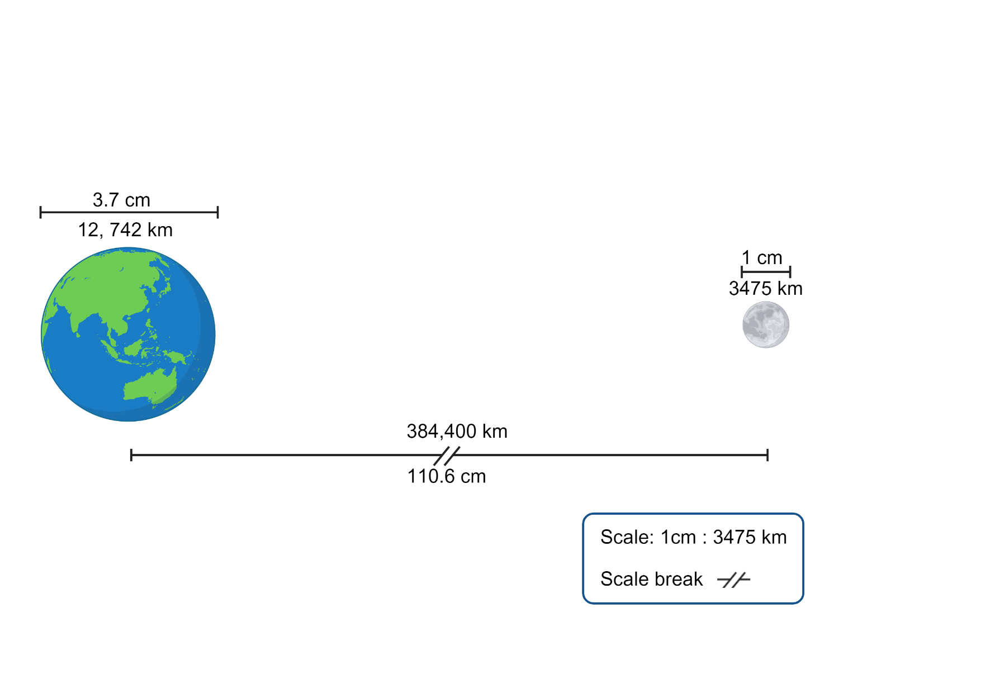 3.7 cm
12, 742 km
1 cm
3475 km
384,400 km
110.6 cm
Scale: 1cm : 3475 km
Scale break